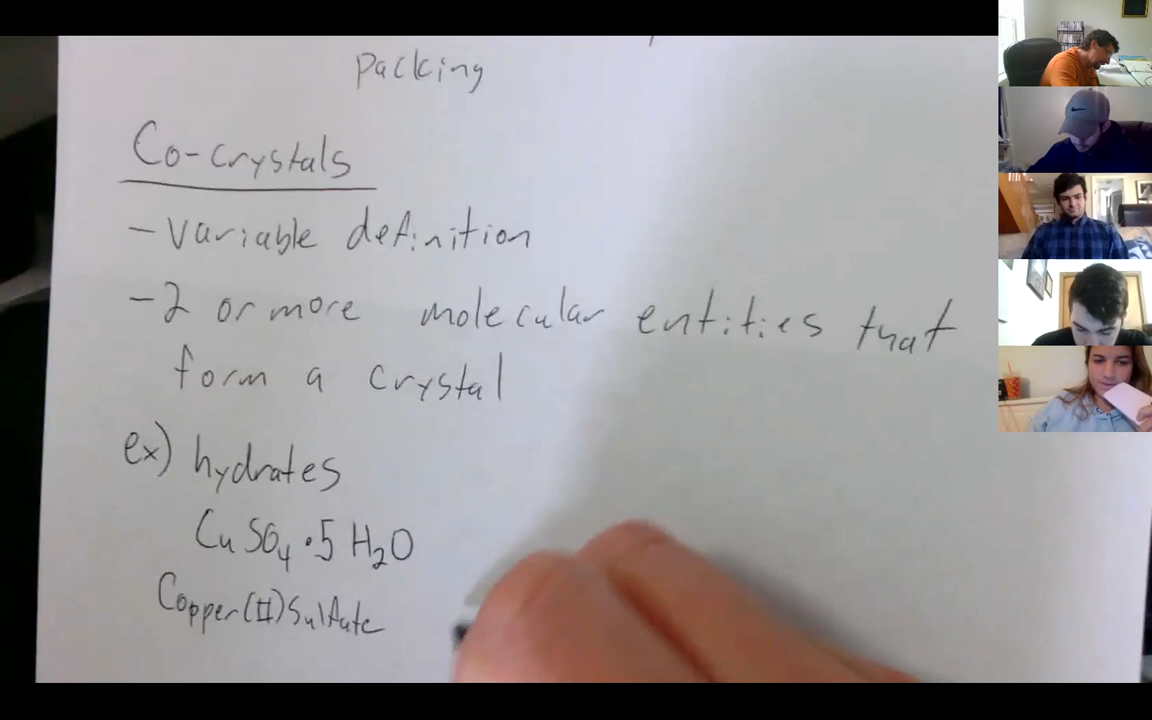 packing
Co-crystals
- variable definition
- 2 or more molecular entities that
form a crystal
ex) hydrates
CuSO₄·5 H₂O
Copper(II) Sulfate